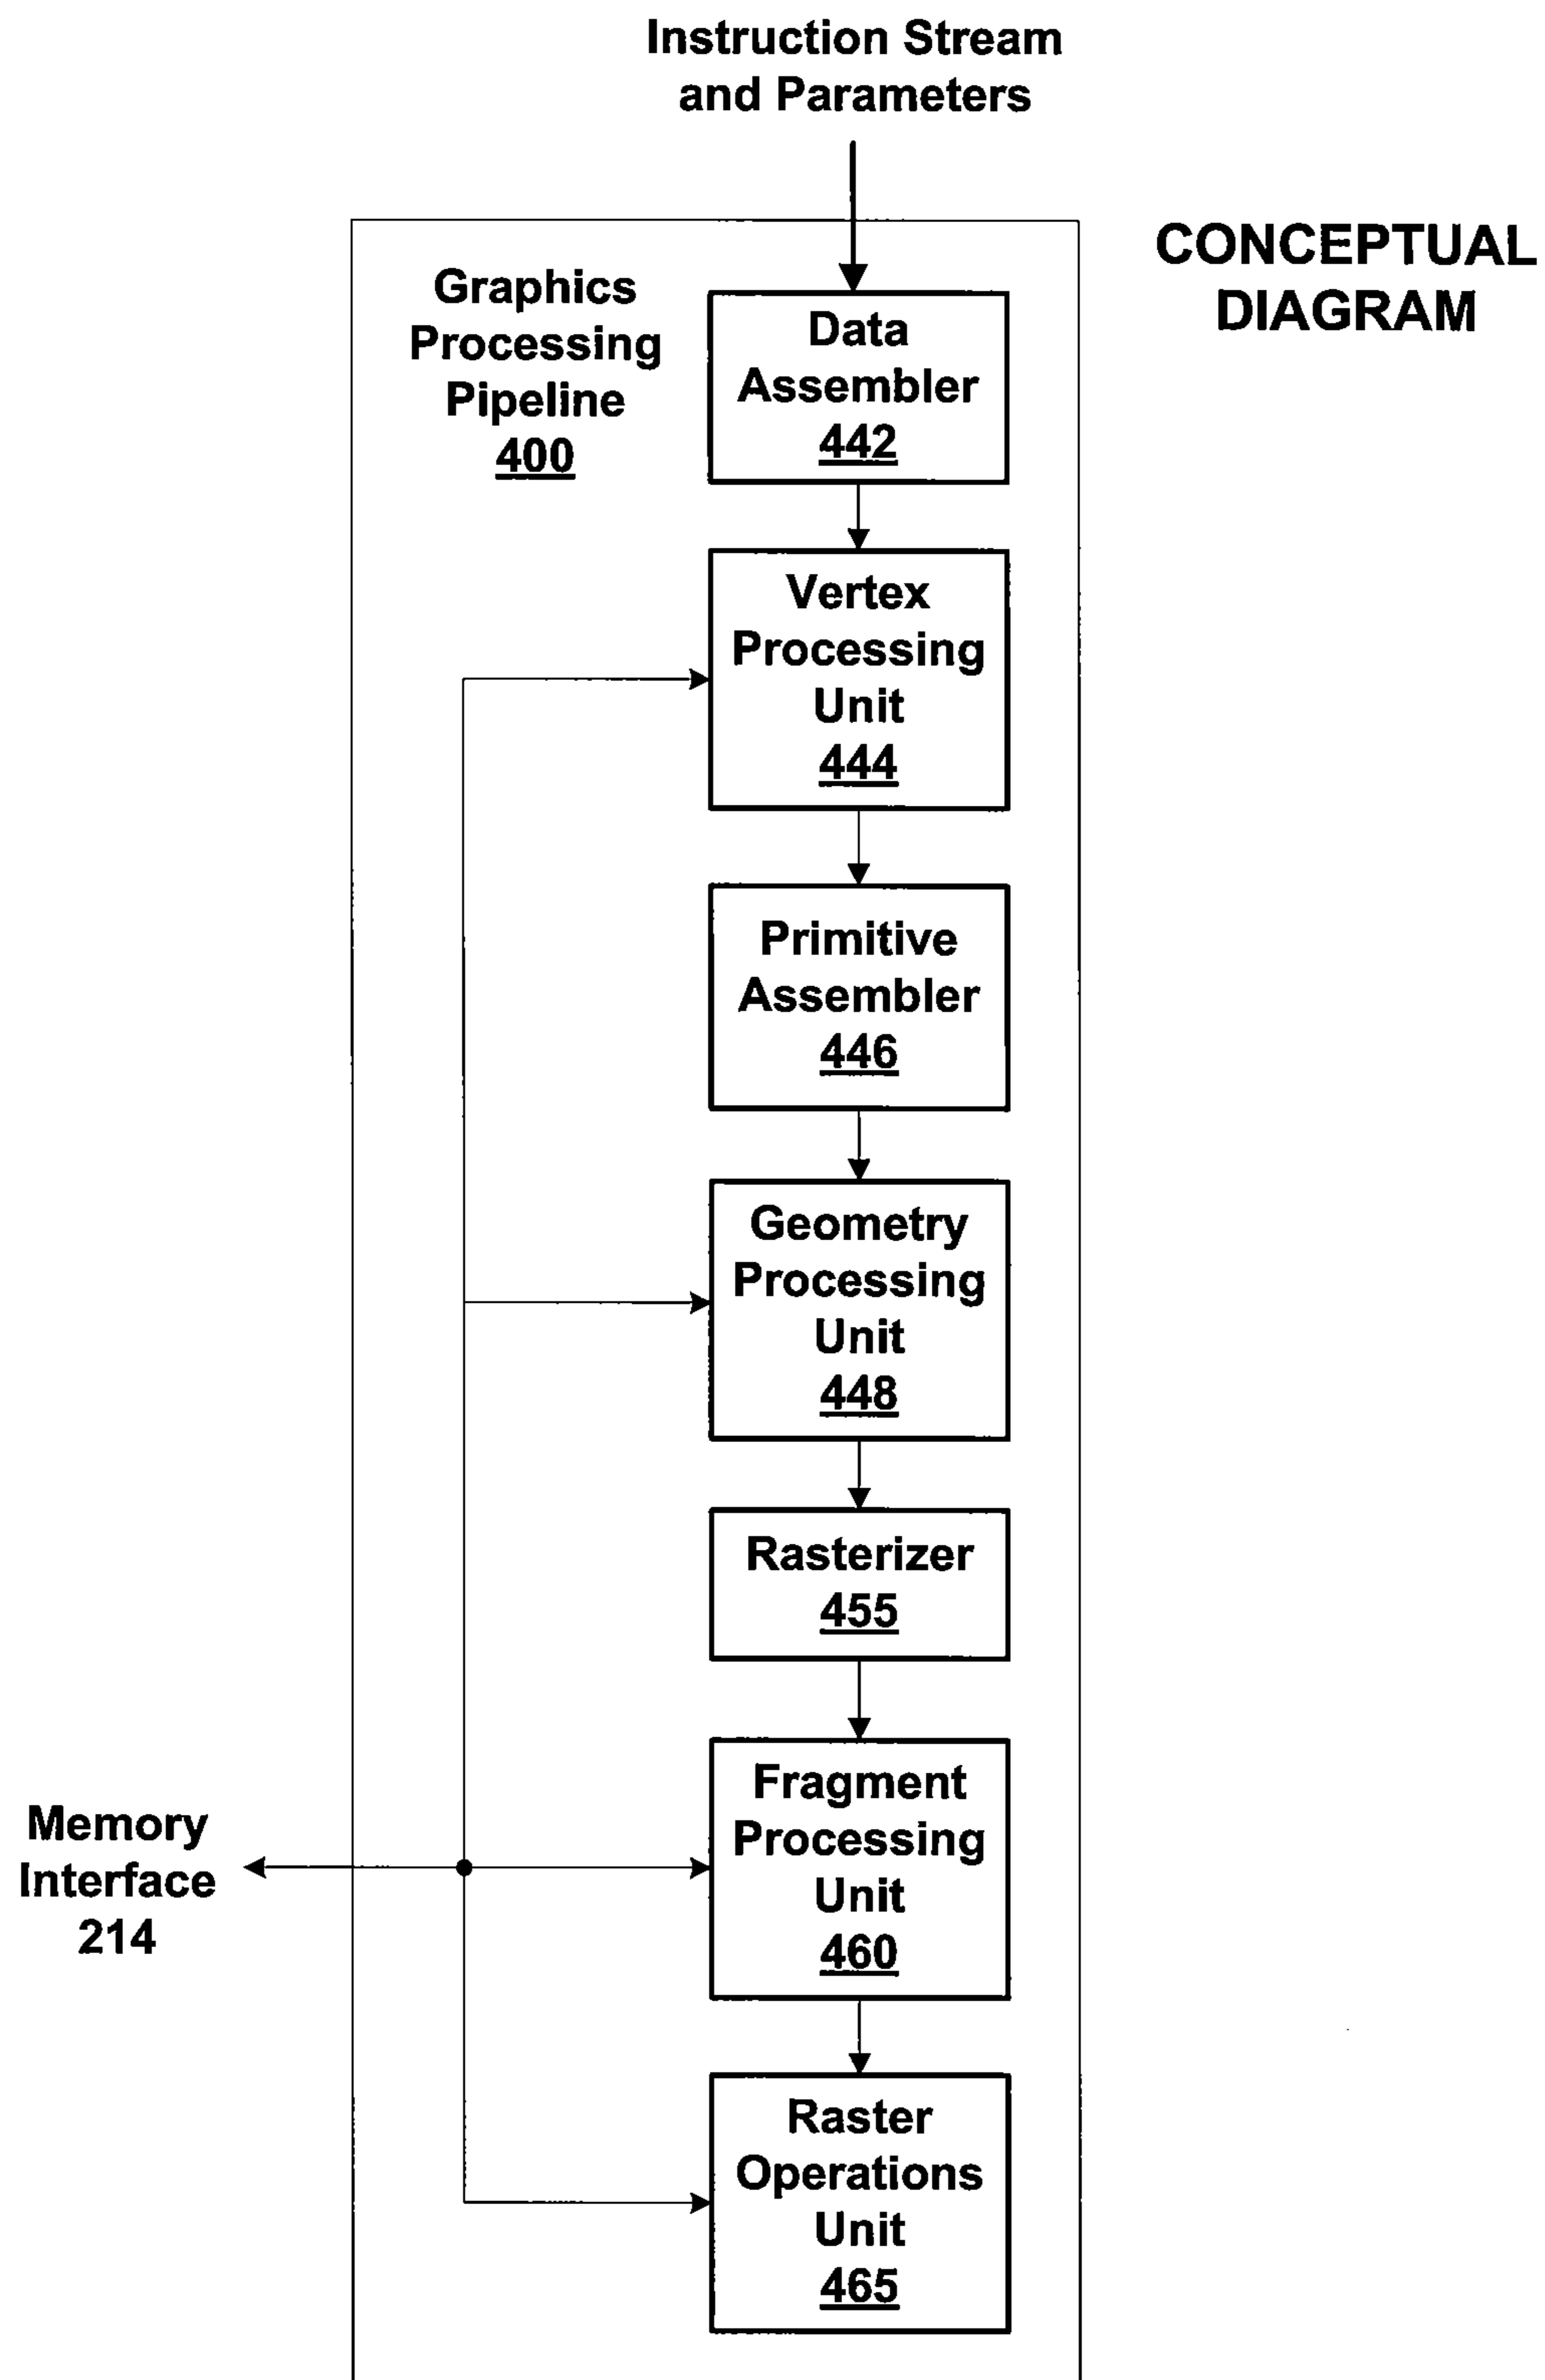 Instruction Stream
and Parameters
CONCEPTUAL
DIAGRAM
Graphics
Processing
Pipeline
400
Data
Assembler
442
Vertex
Processing
Unit
444
Primitive
Assembler
446
Geometry
Processing
Unit
448
Rasterizer
455
Fragment
Processing
Unit
460
Memory
Interface
214
Raster
Operations
Unit
465